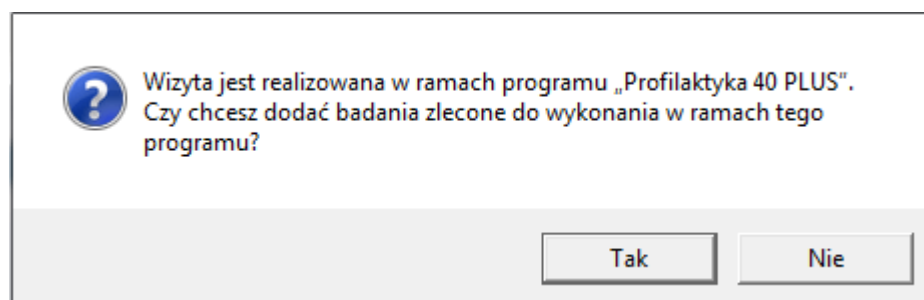 Wizyta jest realizowana w ramach programu „Profilaktyka 40 PLUS”.
Czy chcesz dodać badania zlecone do wykonania w ramach tego
programu?
Tak
Nie